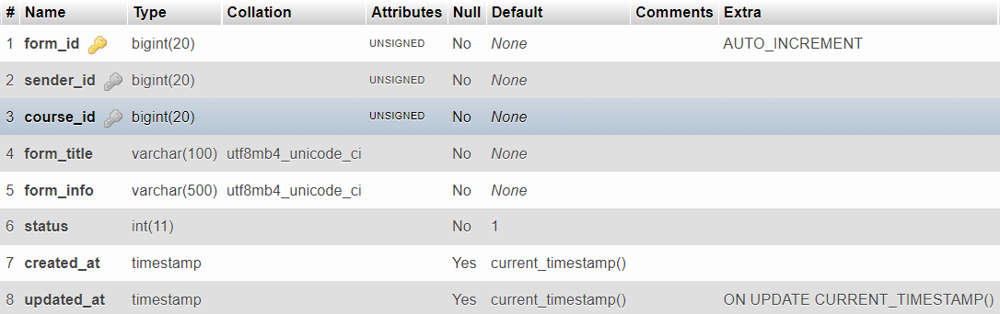 # Name Type Collation Attributes Null Default Comments Extra
1 form_id bigint(20) UNSIGNED No None AUTO_INCREMENT
2 sender_id bigint(20) UNSIGNED No None
3 course_id bigint(20) UNSIGNED No None
4 form_title varchar(100) utf8mb4_unicode_ci No None
5 form_info varchar(500) utf8mb4_unicode_ci No None
6 status int(11) No 1
7 created_at timestamp Yes current_timestamp()
8 updated_at timestamp Yes current_timestamp() ON UPDATE CURRENT_TIMESTAMP()